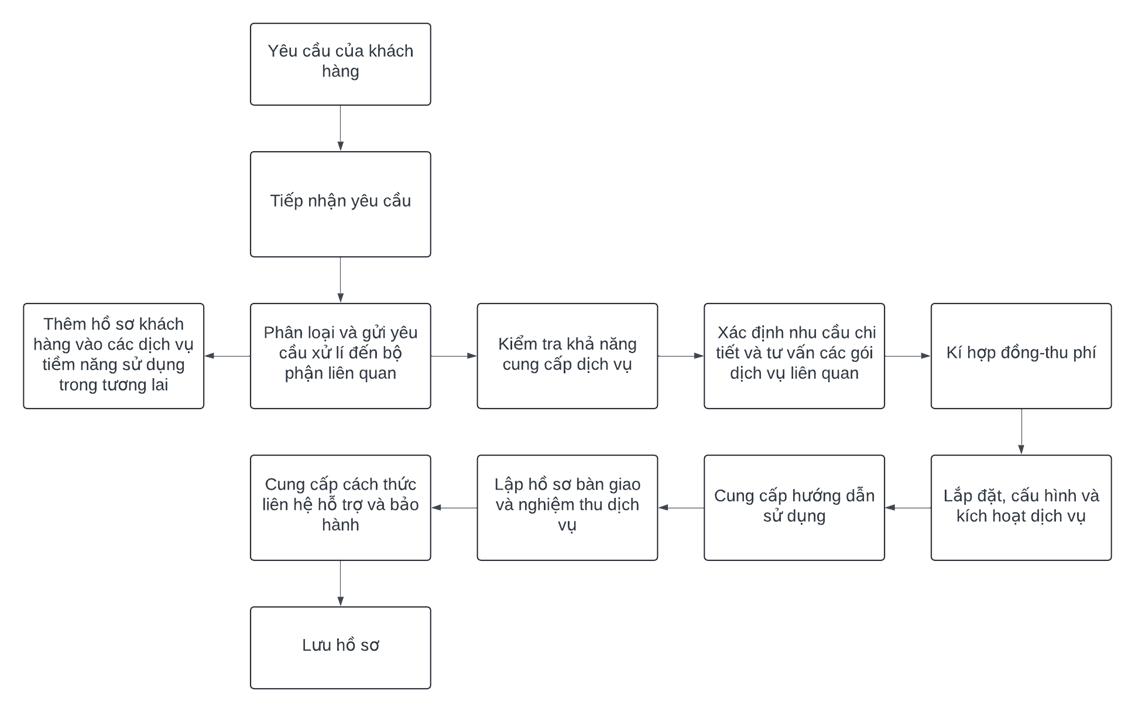 Yêu cầu của khách
hàng
Tiếp nhận yêu cầu
Thêm hồ sơ khách
hàng vào các dịch vụ
tiềm năng sử dụng
trong tương lai
Phân loại và gửi yêu
cầu xử lí đến bộ
phận liên quan
Kiểm tra khả năng
cung cấp dịch vụ
Xác định nhu cầu chi
tiết và tư vấn các gói
dịch vụ liên quan
Kí hợp đồng-thu phí
Lắp đặt, cấu hình và
kích hoạt dịch vụ
Cung cấp hướng dẫn
sử dụng
Lập hồ sơ bàn giao
và nghiệm thu dịch
vụ
Cung cấp cách thức
liên hệ hỗ trợ và bảo
hành
Lưu hồ sơ